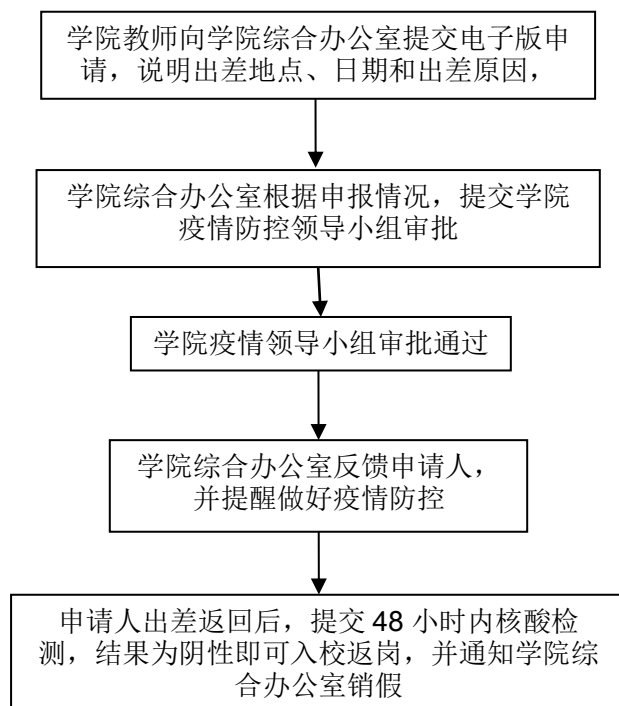 学院教师向学院综合办公室提交电子版申
请，说明出差地点、日期和出差原因，
学院综合办公室根据申报情况，提交学院
疫情防控领导小组审批
学院疫情领导小组审批通过
学院综合办公室反馈申请人，
并提醒做好疫情防控
申请人出差返回后，提交 48 小时内核酸检
测，结果为阴性即可入校返岗，并通知学院综
合办公室销假